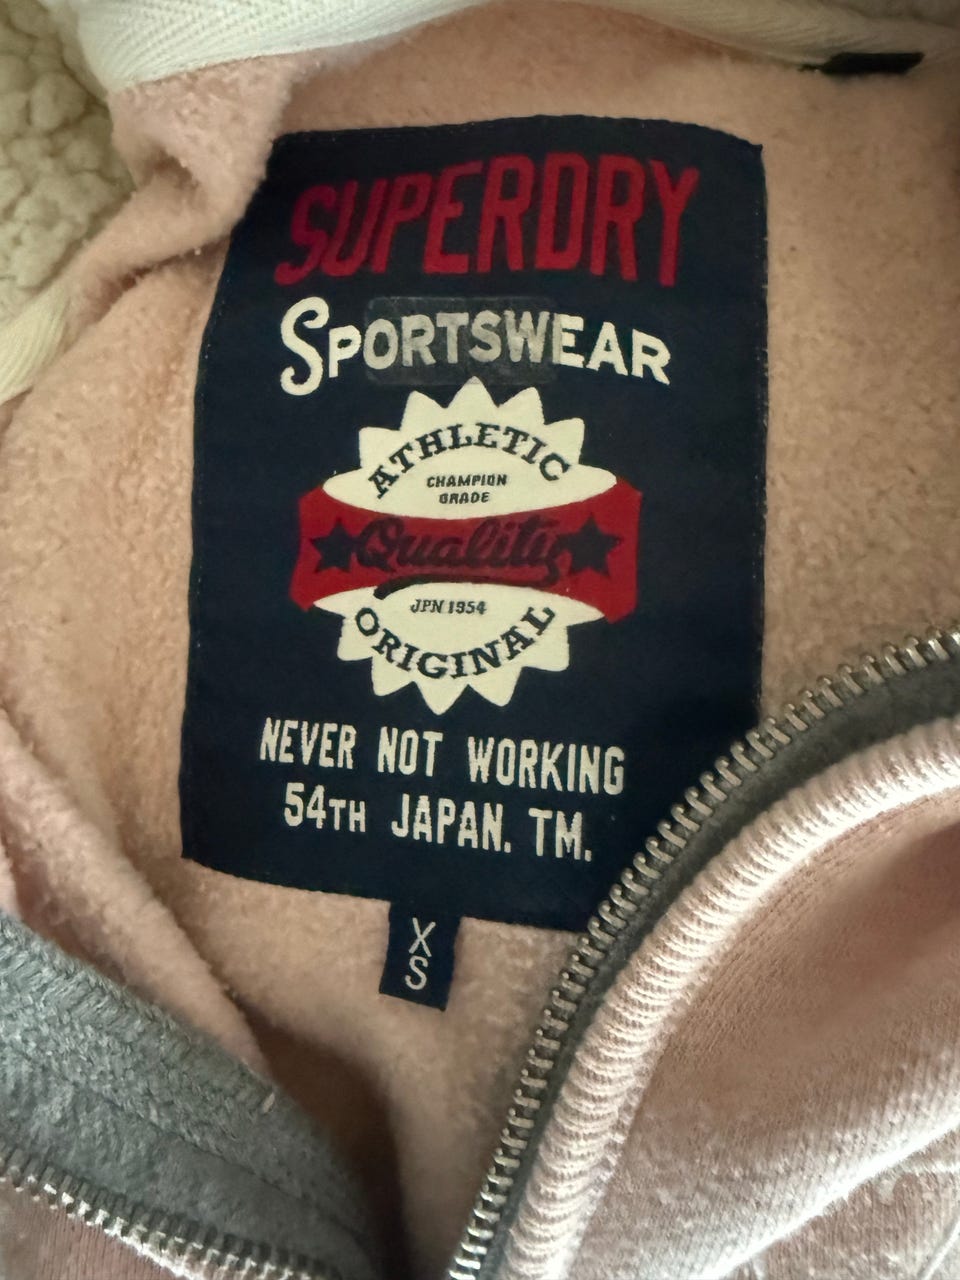 SUPERDRY
SPORTSWEAR
ATHLETIC
CHAMPION
GRADE
Quality
JPN 1954
ORIGINAL
NEVER NOT WORKING
54TH JAPAN. TM.
XS